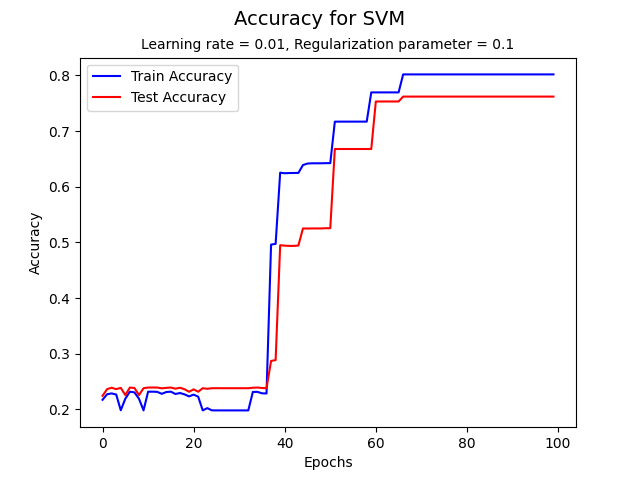 Accuracy for SVM
Learning rate = 0.01, Regularization parameter = 0.1
Train Accuracy
Test Accuracy
0.8
0.7
0.6
0.5
0.4
0.3
0.2
Accuracy
0 20 40 60 80 100
Epochs